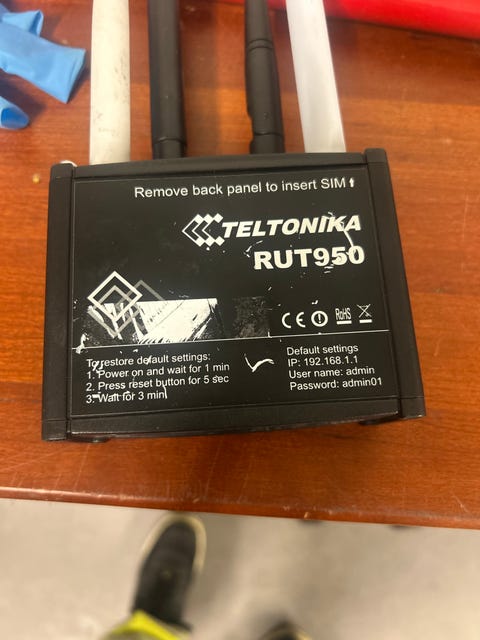 Remove back panel to insert SIM
TELTONIKA
RUT950
CE RoHS
To restore default settings:
1. Power on and wait for 1 min
2. Press reset button for 5 sec
3. Wait for 3 min
Default settings
IP: 192.168.1.1
User name: admin
Password: admin01